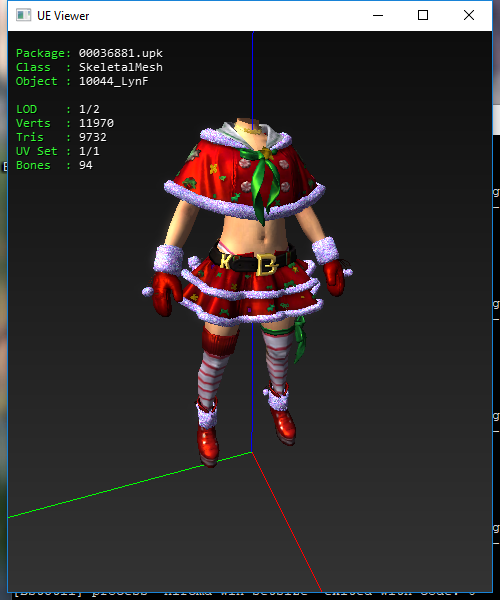 UE Viewer
Package: 00036881.upk
Class  : SkeletalMesh
Object : 10044_LynF
LOD    : 1/2
Verts  : 11970
Tris   : 9732
UV Set : 1/1
Bones  : 94
K B